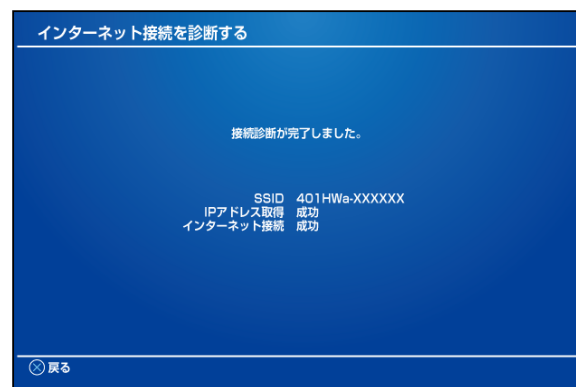 インターネット接続を診断する
接続診断が完了しました。
SSID 401HWa-XXXXXX
IPアドレス取得 成功
インターネット接続 成功
戻る